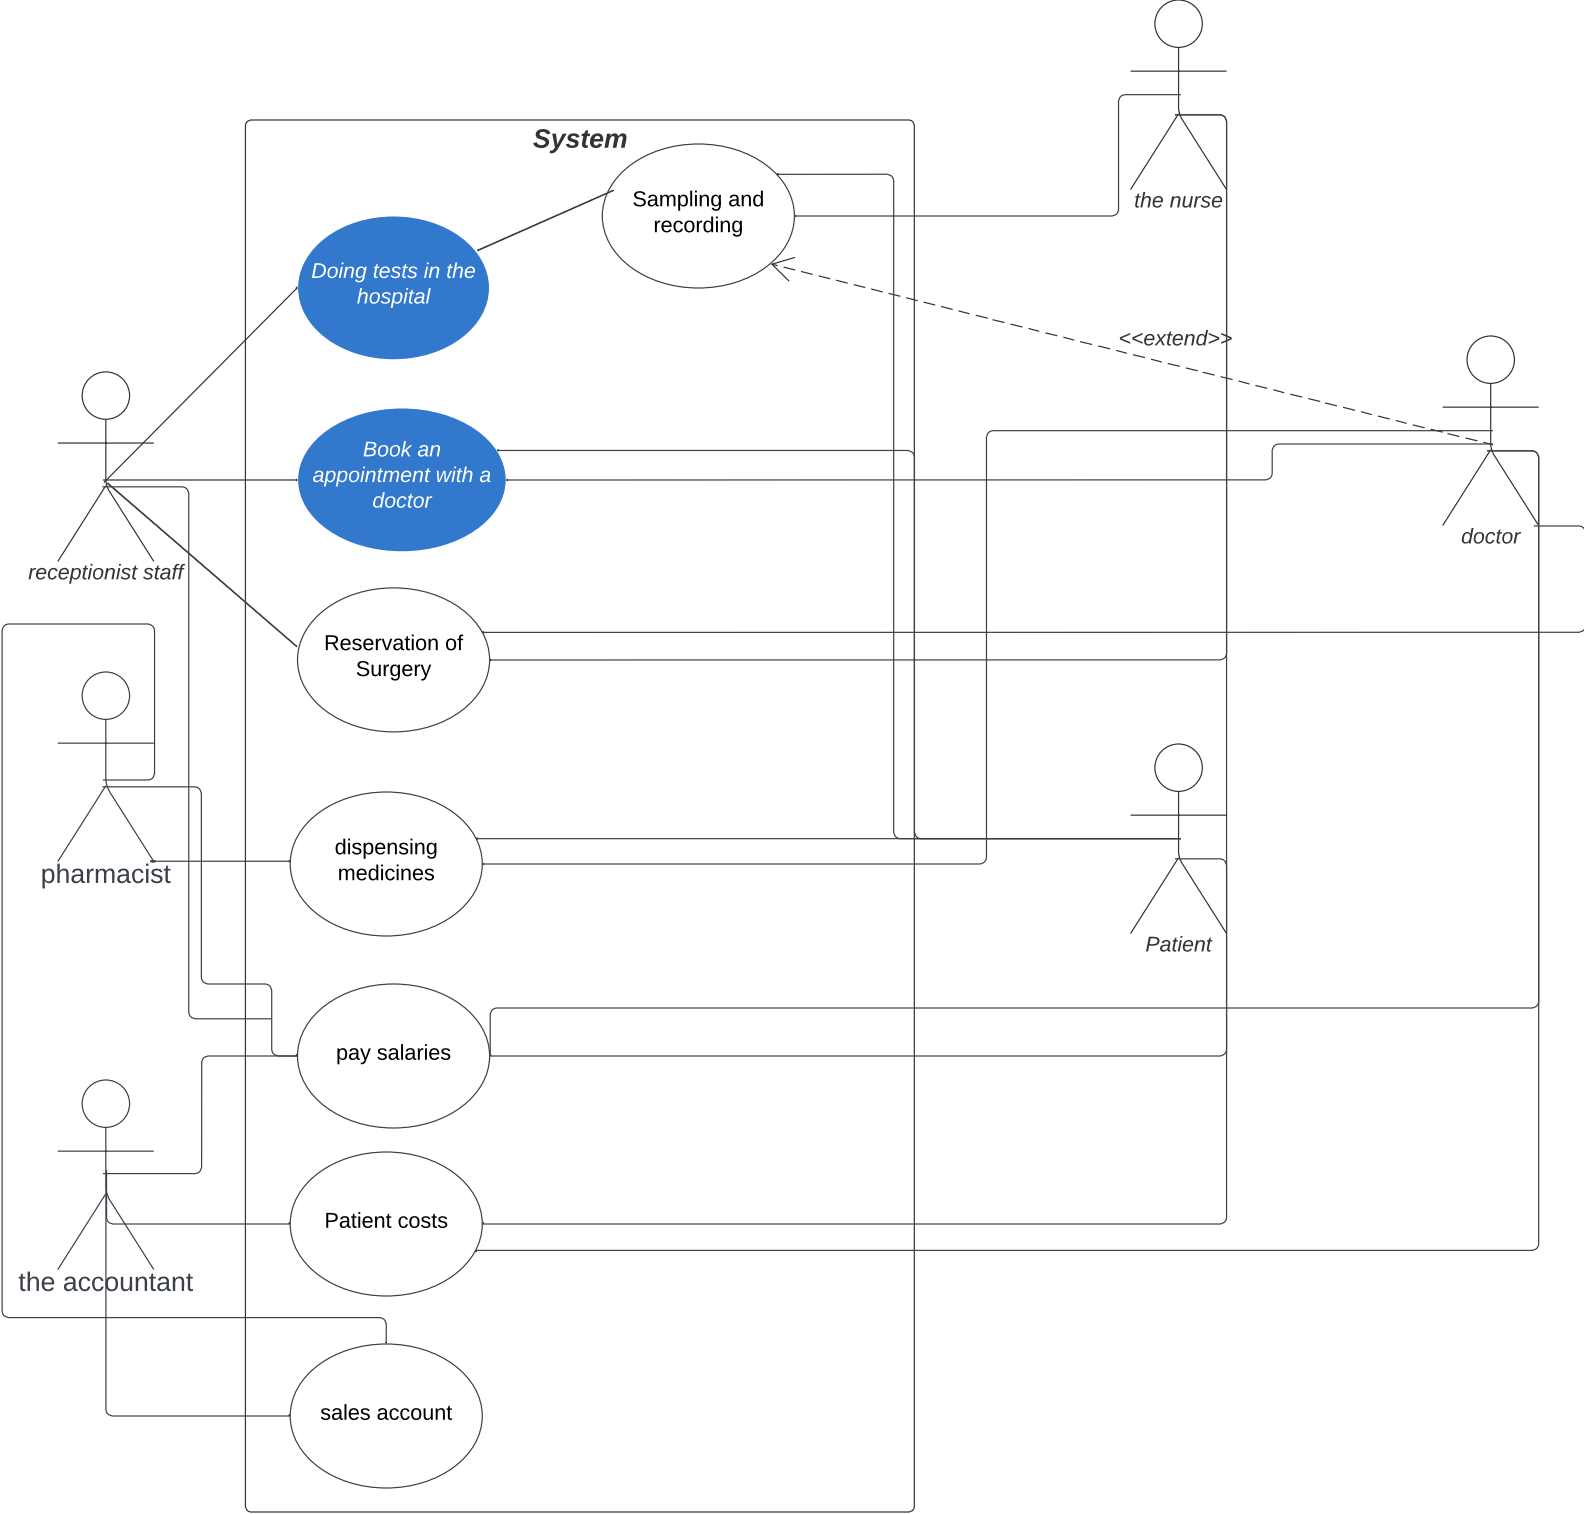 System
the nurse
Sampling and
recording
Doing tests in the
hospital
<<extend>>
Book an
appointment with a
doctor
doctor
receptionist staff
Reservation of
Surgery
dispensing
medicines
pharmacist
Patient
pay salaries
Patient costs
the accountant
sales account